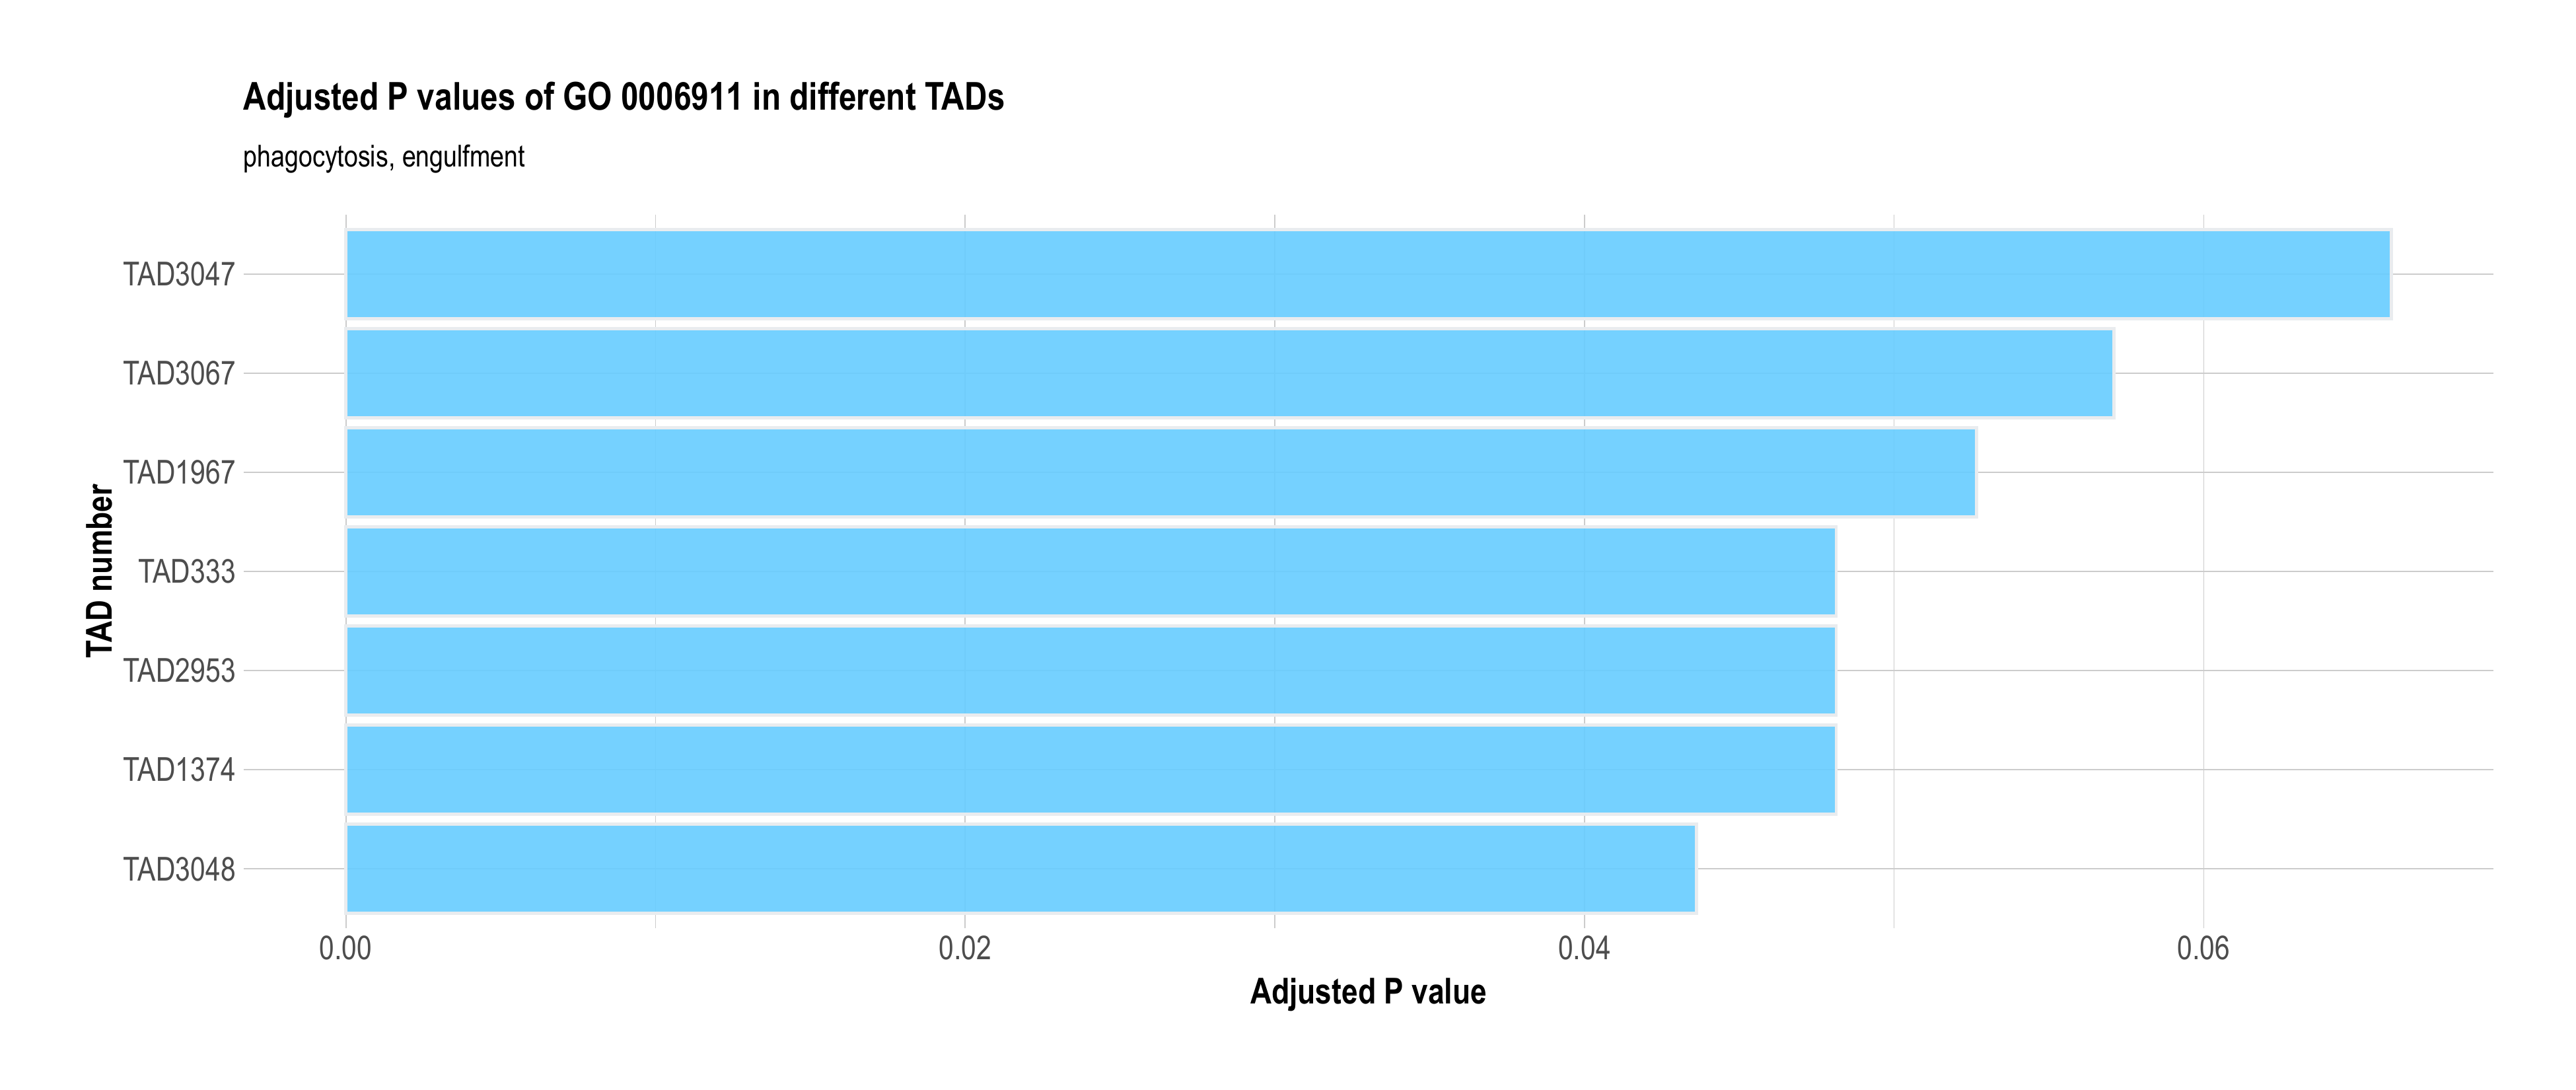 Adjusted P values of GO 0006911 in different TADs
phagocytosis, engulfment
TAD number
TAD3047
TAD3067
TAD1967
TAD333
TAD2953
TAD1374
TAD3048
0.00 0.02 0.04 0.06
Adjusted P value